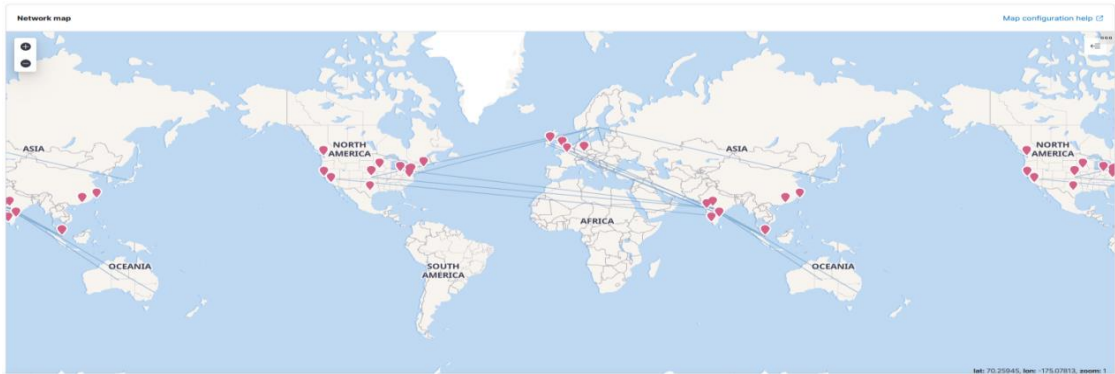 Network map
Map configuration help
ASIA
NORTH
AMERICA
ASIA
NORTH
AMERICA
AFRICA
OCEANIA
SOUTH
AMERICA
OCEANIA
lat: 70.25945, lon: -175.07813, zoom: 1